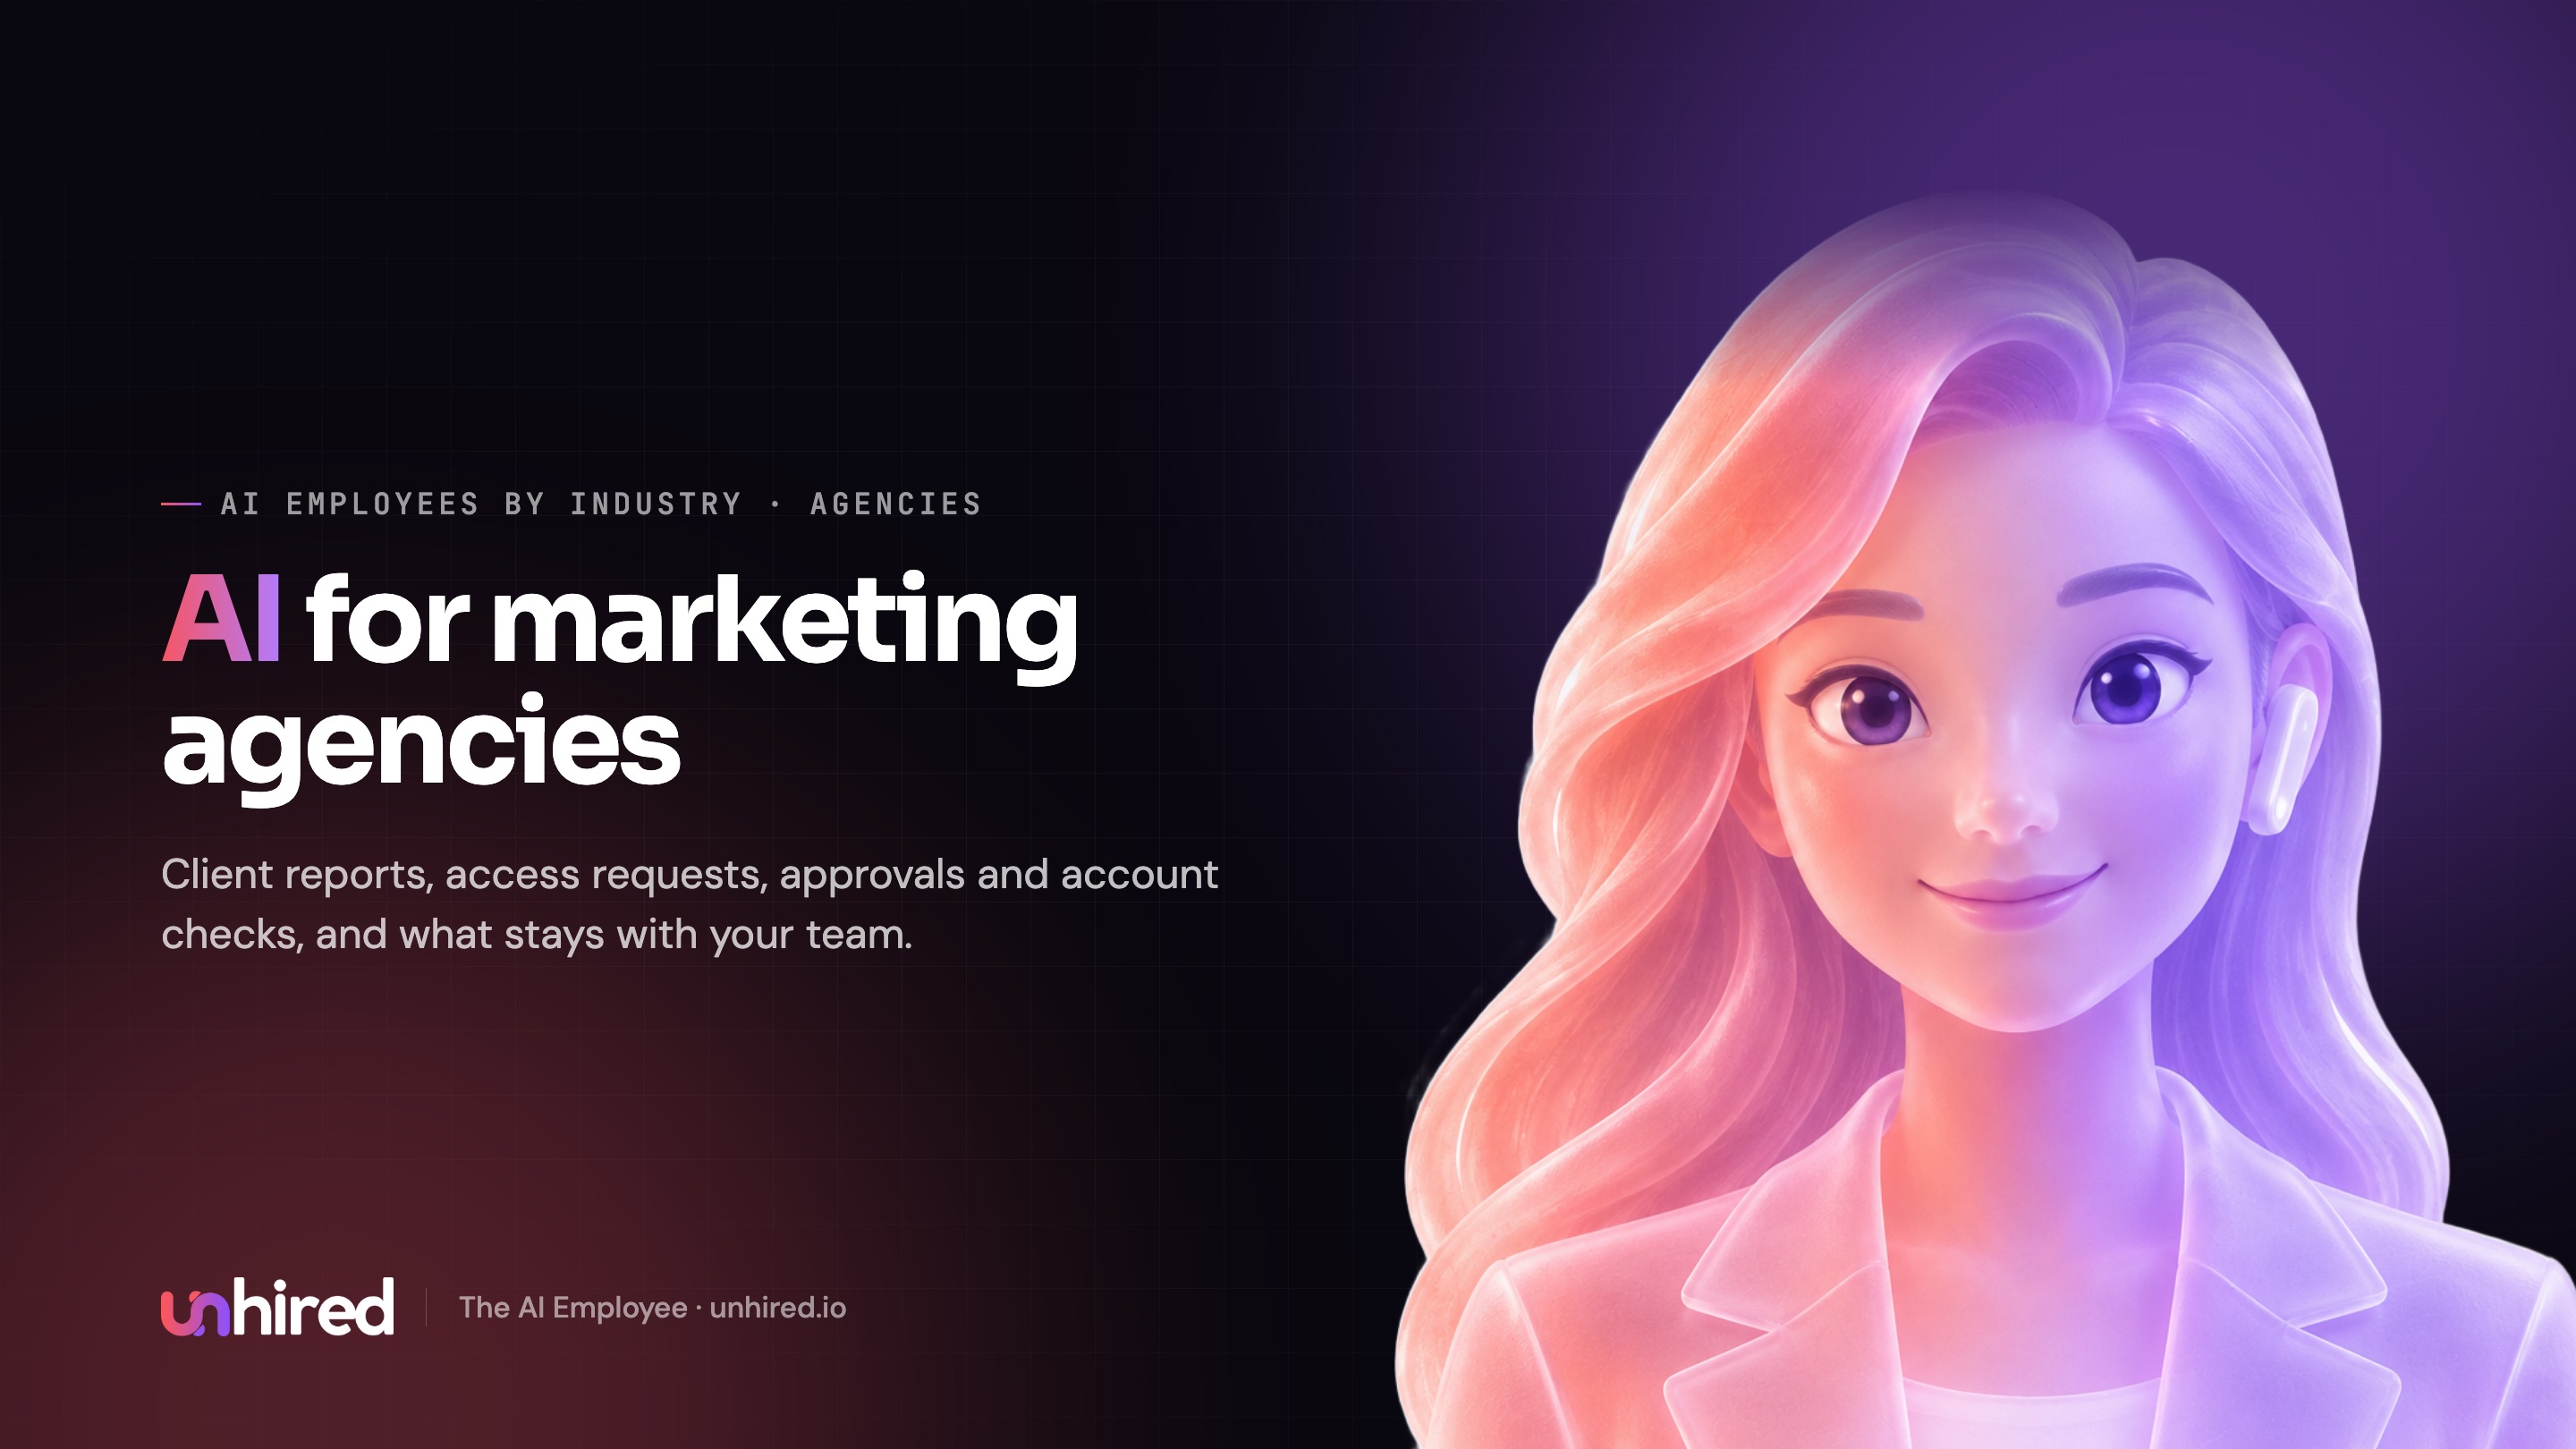 AI EMPLOYEES BY INDUSTRY · AGENCIES
AI for marketing
agencies
Client reports, access requests, approvals and account
checks, and what stays with your team.
unhired
The AI Employee · unhired.io